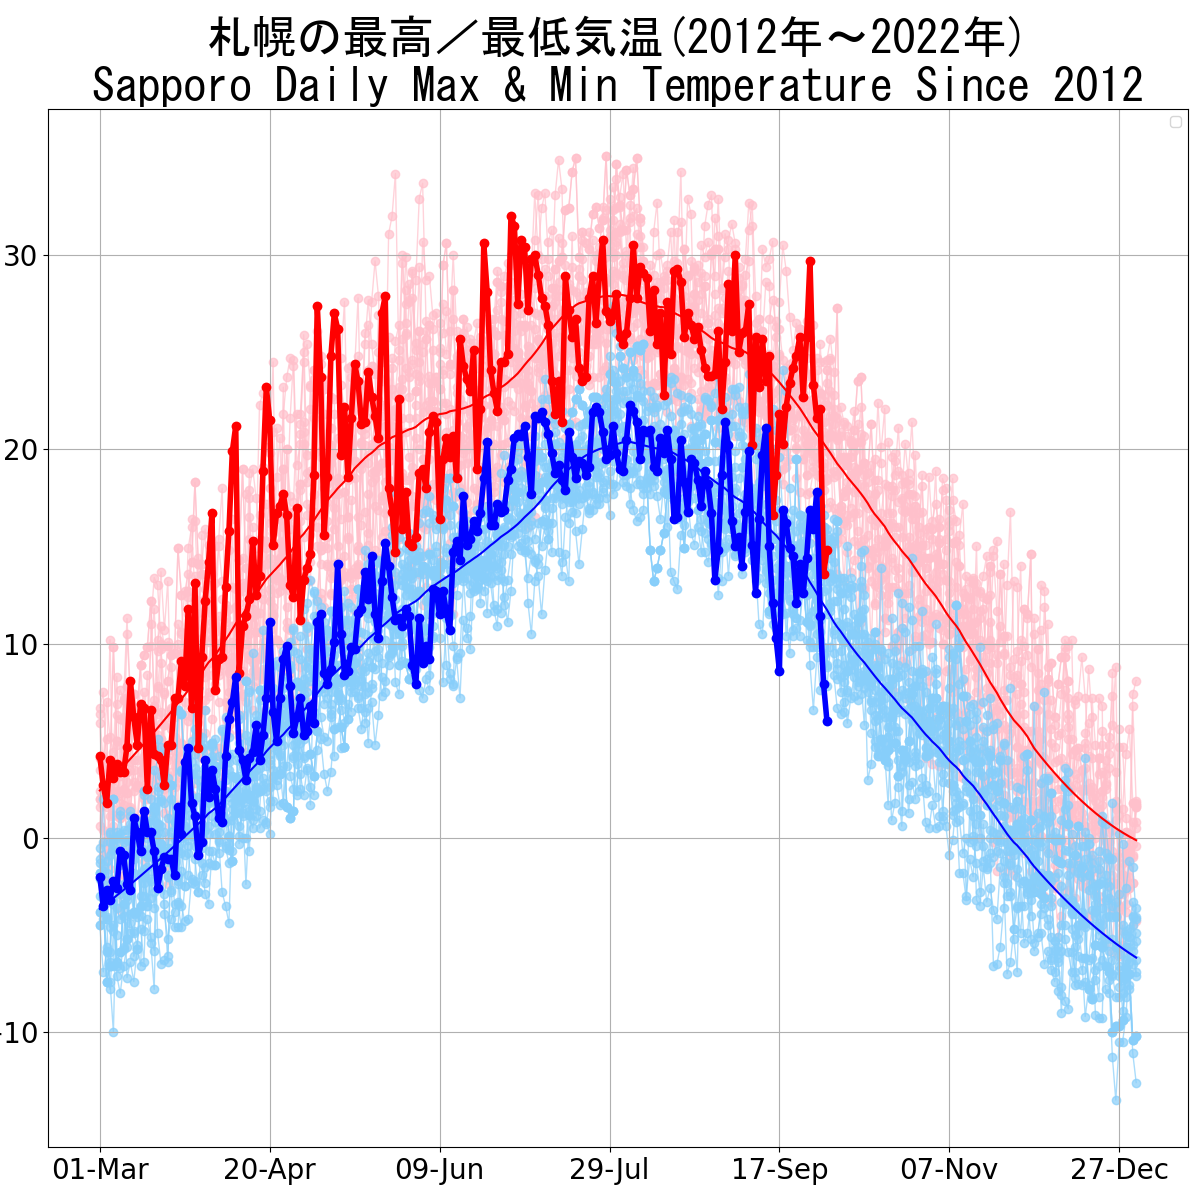 札幌の最高／最低気温(2012年～2022年)
Sapporo Daily Max & Min Temperature Since 2012
30
20
10
0
-10
01-Mar 20-Apr 09-Jun 29-Jul 17-Sep 07-Nov 27-Dec